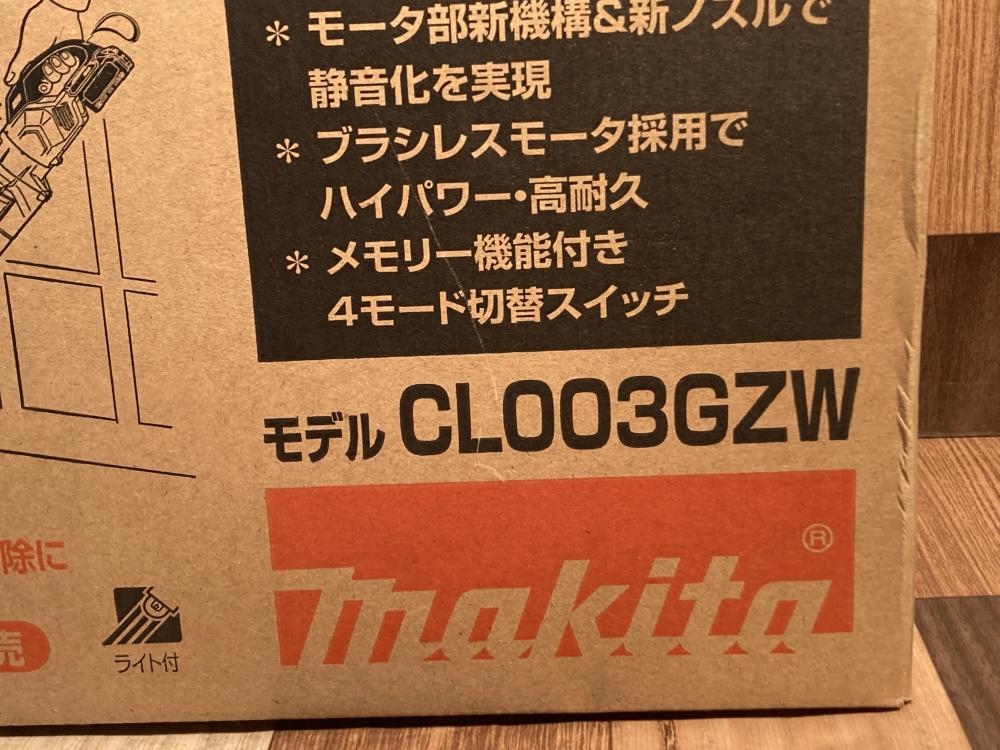 * モータ部新機構&新ノズルで
静音化を実現
* ブラシレスモータ採用で
ハイパワー・高耐久
* メモリー機能付き
4モード切替スイッチ
モデル CL003GZW
makita®
除に
売
ライト付